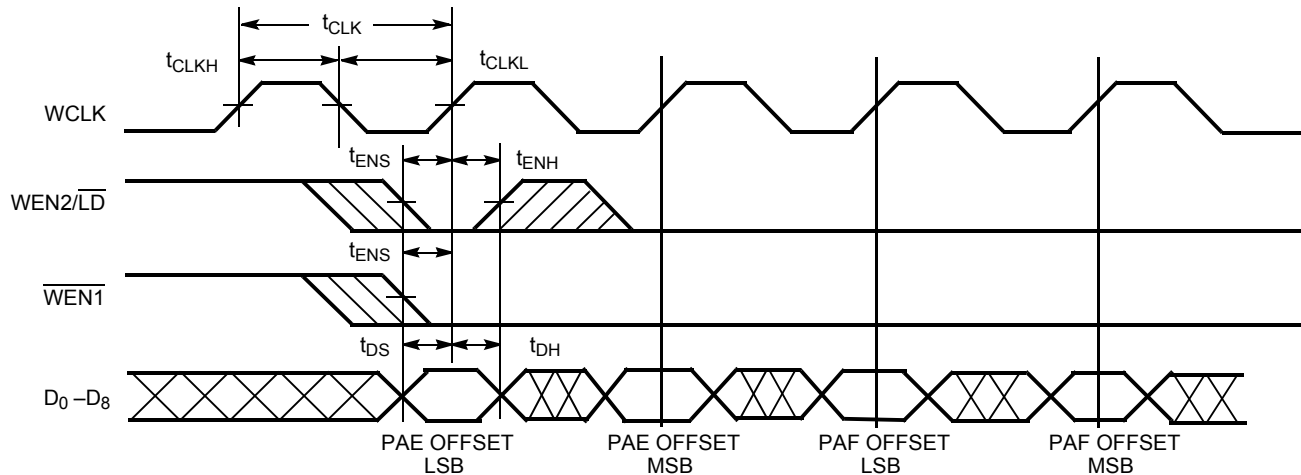 tCLK
tCLKH
tCLKL
WCLK
tENS
tENH
WEN2/LD
tENS
WEN1
tDS
tDH
D0 –D8
PAE OFFSET
LSB
PAE OFFSET
MSB
PAF OFFSET
LSB
PAF OFFSET
MSB